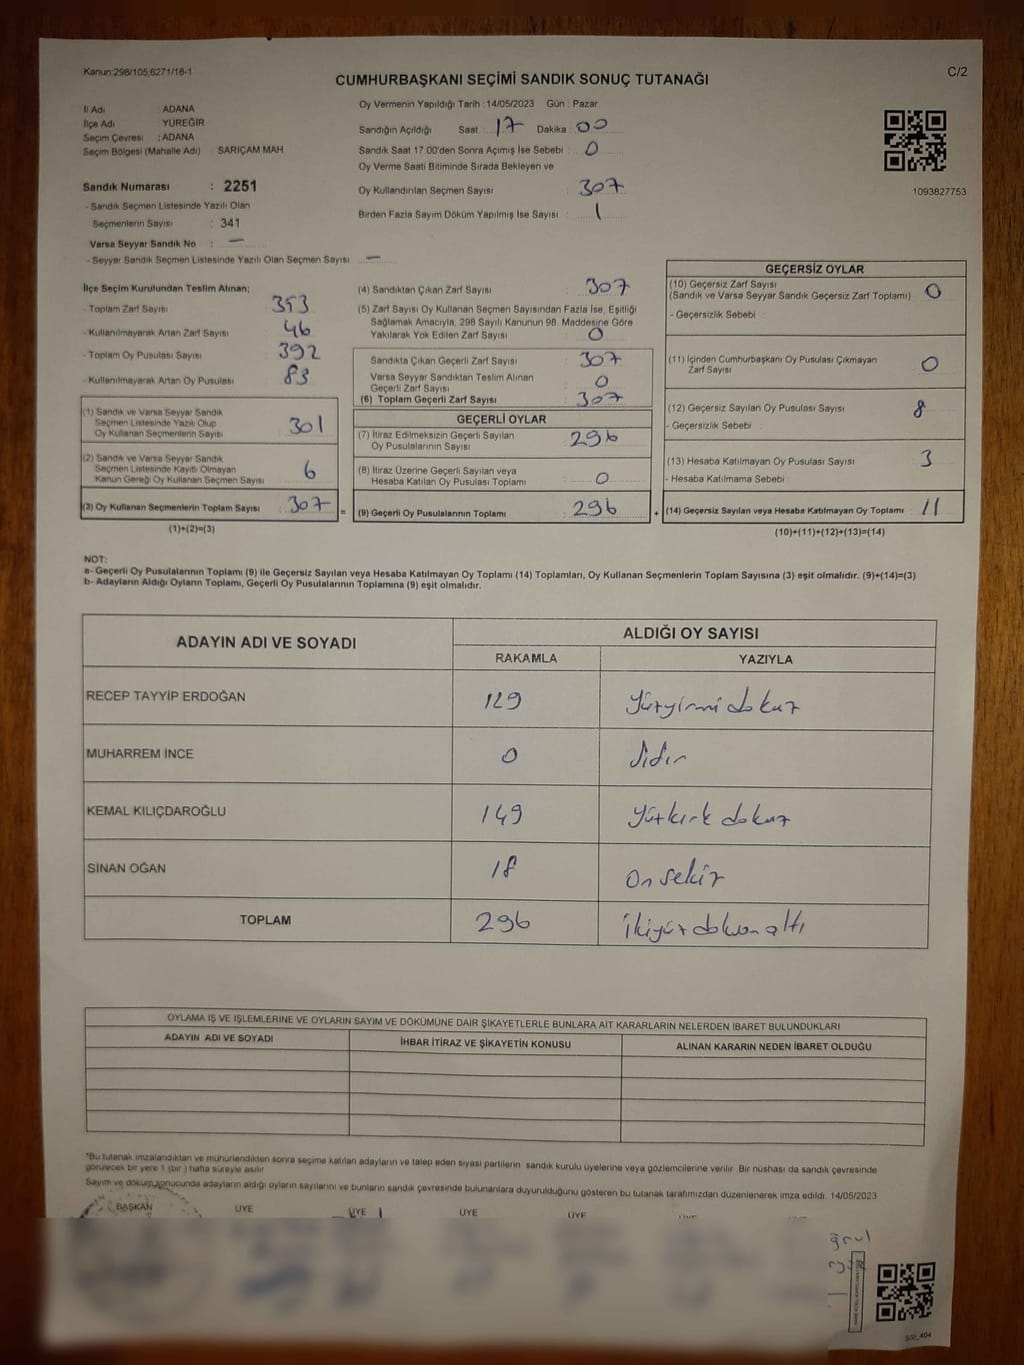 Kanun:298/105;6271/18-1
C/2
CUMHURBAŞKANI SEÇİMİ SANDIK SONUÇ TUTANAĞI
İl Adı ADANA
İlçe Adı YÜREĞİR
Seçim Çevresi : ADANA
Seçim Bölgesi (Mahalle Adı) SARIÇAM MAH
Sandık Numarası : 2251
- Sandık Seçmen Listesinde Yazılı Olan
Seçmenlerin Sayısı : 341
Varsa Seyyar Sandık No : —
- Seyyar Sandık Seçmen Listesinde Yazılı Olan Seçmen Sayısı : —
Oy Vermenin Yapıldığı Tarih :14/05/2023 Gün : Pazar
Sandığın Açıldığı Saat : 17 Dakika : 00
Sandık Saat 17.00'den Sonra Açımış İse Sebebi : 0
Oy Verme Saati Bitiminde Sırada Bekleyen ve
Oy Kullandırılan Seçmen Sayısı : 307
Birden Fazla Sayım Döküm Yapılmış İse Sayısı : 1
1093827753
İlçe Seçim Kurulundan Teslim Alınan;
- Toplam Zarf Sayısı : 353
- Kullanılmayarak Artan Zarf Sayısı : 46
- Toplam Oy Pusulası Sayısı : 392
- Kullanılmayarak Artan Oy Pusulası : 83
(1) Sandık ve Varsa Seyyar Sandık
Seçmen Listesinde Yazılı Olup
Oy Kullanan Seçmenlerin Sayısı : 301
(2) Sandık ve Varsa Seyyar Sandık
Seçmen Listesinde Kayıtlı Olmayan
Kanun Gereği Oy Kullanan Seçmen Sayısı : 6
(3) Oy Kullanan Seçmenlerin Toplam Sayısı : 307
(1)+(2)=(3)
(4) Sandıktan Çıkan Zarf Sayısı : 307
(5) Zarf Sayısı Oy Kullanan Seçmen Sayısından Fazla İse, Eşitliği
Sağlamak Amacıyla, 298 Sayılı Kanunun 98. Maddesine Göre
Yakılarak Yok Edilen Zarf Sayısı : 0
Sandıkta Çıkan Geçerli Zarf Sayısı : 307
Varsa Seyyar Sandıktan Teslim Alınan
Geçerli Zarf Sayısı : 0
(6) Toplam Geçerli Zarf Sayısı : 307
GEÇERLİ OYLAR
(7) İtiraz Edilmeksizin Geçerli Sayılan
Oy Pusulalarının Sayısı : 296
(8) İtiraz Üzerine Geçerli Sayılan veya
Hesaba Katılan Oy Pusulası Toplamı : 0
= (9) Geçerli Oy Pusulalarının Toplamı : 296
GEÇERSİZ OYLAR
(10) Geçersiz Zarf Sayısı : 0
(Sandık ve Varsa Seyyar Sandık Geçersiz Zarf Toplamı)
- Geçersizlik Sebebi :
(11) İçinden Cumhurbaşkanı Oy Pusulası Çıkmayan : 0
Zarf Sayısı
(12) Geçersiz Sayılan Oy Pusulası Sayısı : 8
- Geçersizlik Sebebi :
(13) Hesaba Katılmayan Oy Pusulası Sayısı : 3
- Hesaba Katılmama Sebebi :
+ (14) Geçersiz Sayılan veya Hesaba Katılmayan Oy Toplamı : 11
(10)+(11)+(12)+(13)=(14)
NOT:
a- Geçerli Oy Pusulalarının Toplamı (9) ile Geçersiz Sayılan veya Hesaba Katılmayan Oy Toplamı (14) Toplamları, Oy Kullanan Seçmenlerin Toplam Sayısına (3) eşit olmalıdır. (9)+(14)=(3)
b- Adayların Aldığı Oyların Toplamı, Geçerli Oy Pusulalarının Toplamına (9) eşit olmalıdır.
ADAYIN ADI VE SOYADI
ALDIĞI OY SAYISI
RAKAMLA YAZIYLA
RECEP TAYYİP ERDOĞAN 129 Yüzyirmi dokuz
MUHARREM İNCE 0 Sıfır
KEMAL KILIÇDAROĞLU 149 Yüzkırk dokuz
SİNAN OĞAN 18 on sekiz
TOPLAM 296 ikiyüz doksan altı
OYLAMA İŞ VE İŞLEMLERİNE VE OYLARIN SAYIM VE DÖKÜMÜNE DAİR ŞİKAYETLERLE BUNLARA AİT KARARLARIN NELERDEN İBARET BULUNDUKLARI
ADAYIN ADI VE SOYADI İHBAR İTİRAZ VE ŞİKAYETİN KONUSU ALINAN KARARIN NEDEN İBARET OLDUĞU
*Bu tutanak imzalandıktan ve mühürlendikten sonra seçime katılan adayların ve talep eden siyasi partilerin sandık kurulu üyelerine veya gözlemcilerine verilir. Bir nüshası da sandık çevresinde
görülecek bir yere 1 (bir ) hafta süreyle asılır
Sayım ve döküm sonucunda adayların aldığı oyların sayılarını ve bunların sandık çevresinde bulunanlara duyurulduğunu gösteren bu tutanak tarafımızdan düzenlenerek imza edildi. 14/05/2023
BAŞKAN ÜYE ÜYE ÜYE ÜYE